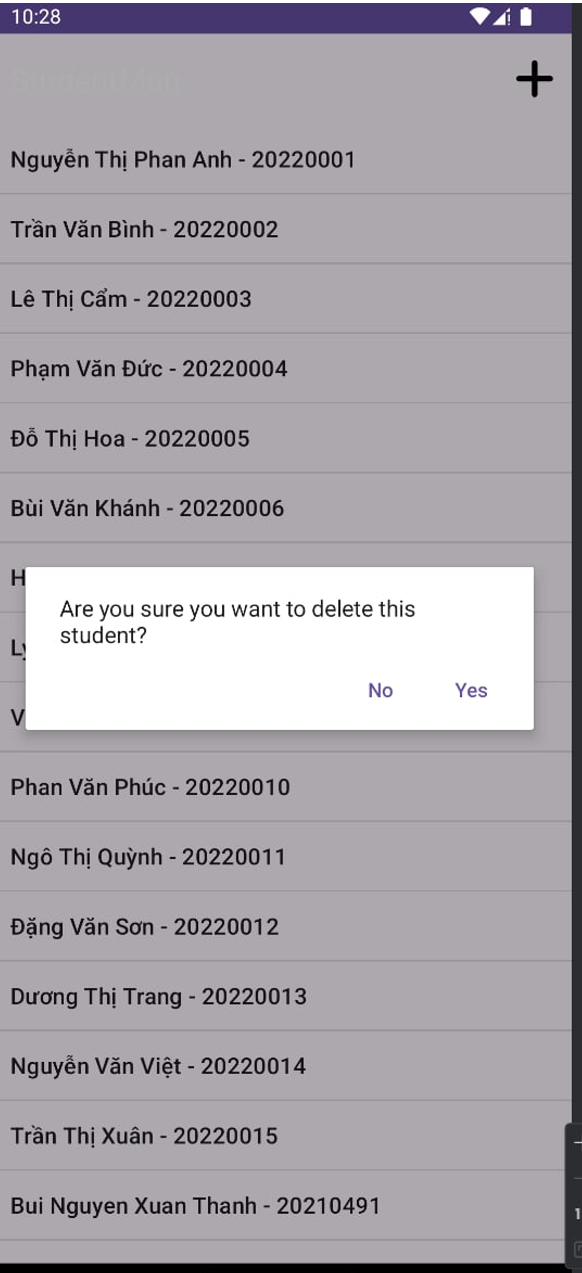 10:28
Nguyễn Thị Phan Anh - 20220001
Trần Văn Bình - 20220002
Lê Thị Cẩm - 20220003
Phạm Văn Đức - 20220004
Đỗ Thị Hoa - 20220005
Bùi Văn Khánh - 20220006
H
Are you sure you want to delete this
student?
Ly
No Yes
V
Phan Văn Phúc - 20220010
Ngô Thị Quỳnh - 20220011
Đặng Văn Sơn - 20220012
Dương Thị Trang - 20220013
Nguyễn Văn Việt - 20220014
Trần Thị Xuân - 20220015
Bui Nguyen Xuan Thanh - 20210491